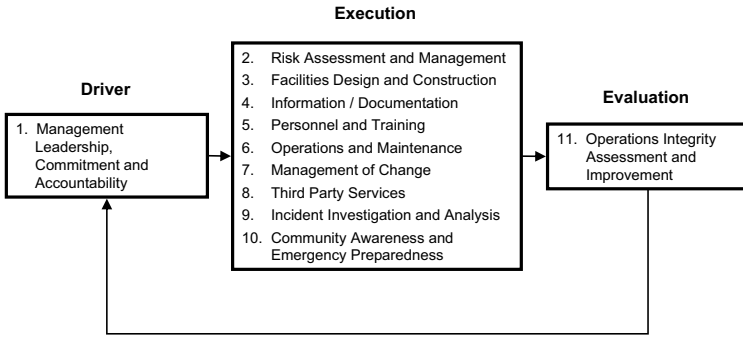 Execution
Driver
Evaluation
1. Management
Leadership,
Commitment and
Accountability
2. Risk Assessment and Management
3. Facilities Design and Construction
4. Information / Documentation
5. Personnel and Training
6. Operations and Maintenance
7. Management of Change
8. Third Party Services
9. Incident Investigation and Analysis
10. Community Awareness and
Emergency Preparedness
11. Operations Integrity
Assessment and
Improvement